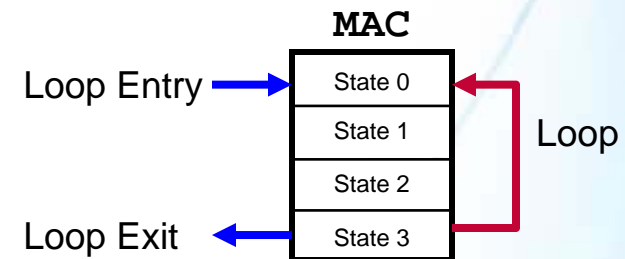 MAC
Loop Entry
State 0
State 1
Loop
State 2
Loop Exit
State 3